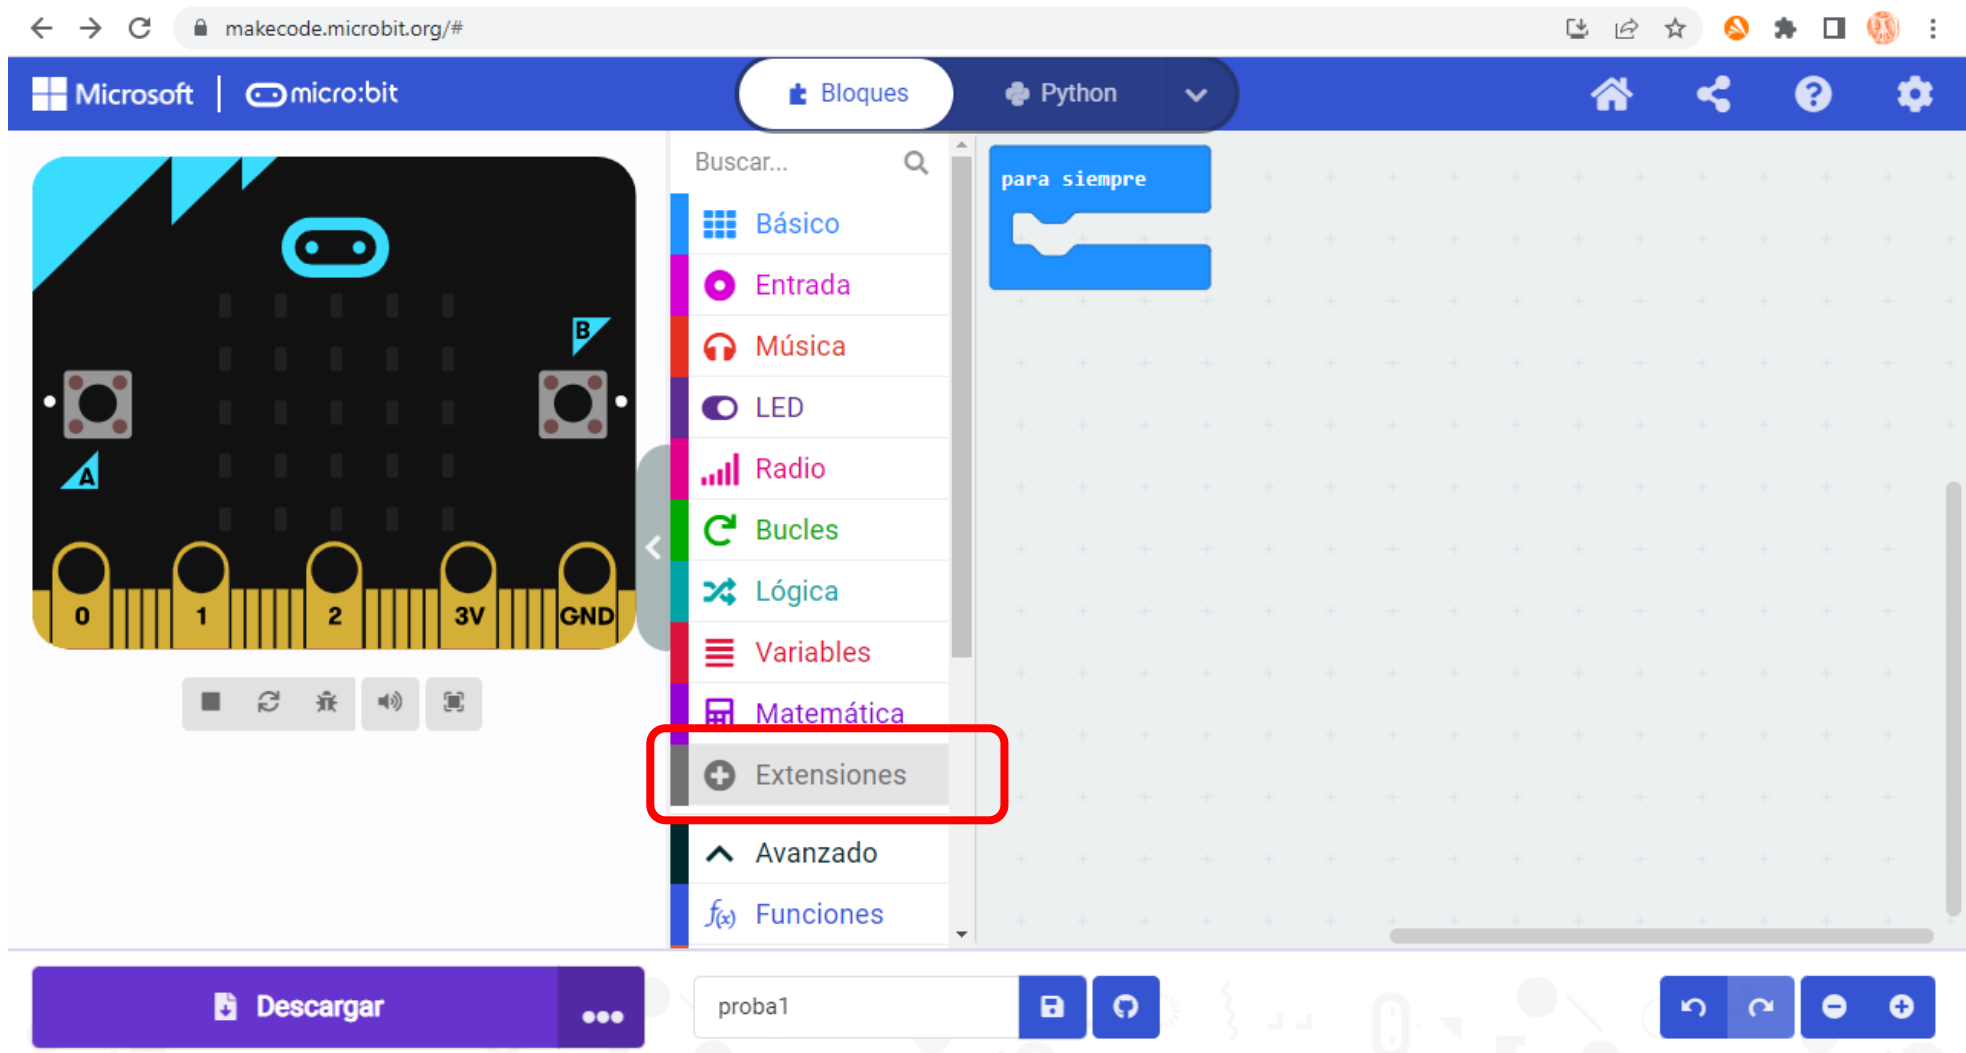 makecode.microbit.org/#
Microsoft
micro:bit
Bloques
Python
Buscar...
para siempre
Básico
Entrada
Música
LED
Radio
Bucles
Lógica
Variables
Matemática
Extensiones
Avanzado
f(x) Funciones
B
A
0 1 2 3V GND
Descargar
proba1